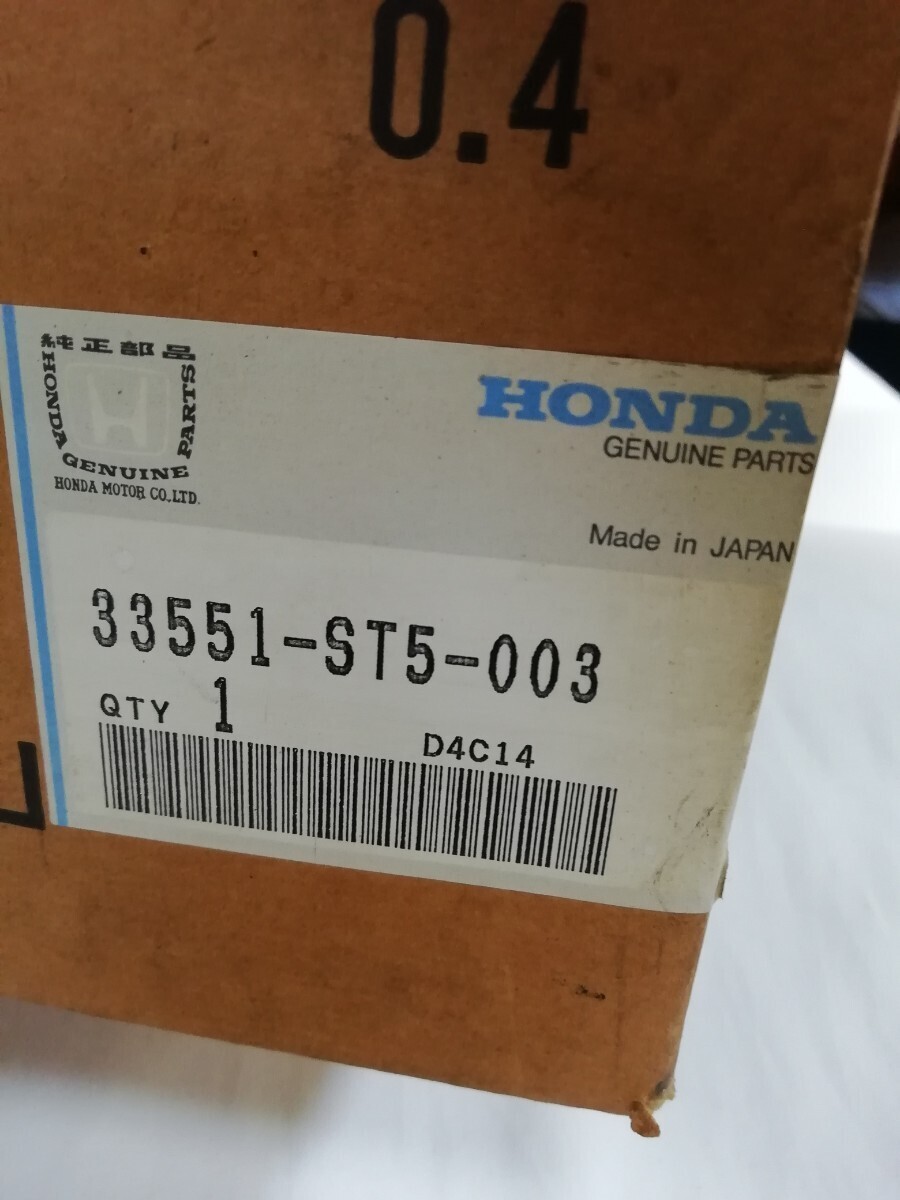 0.4
純正部品
HONDA
GENUINE
PARTS
HONDA MOTOR CO.,LTD.
HONDA
GENUINE PARTS
Made in JAPAN
33551-ST5-003
QTY 1
D4C14
L